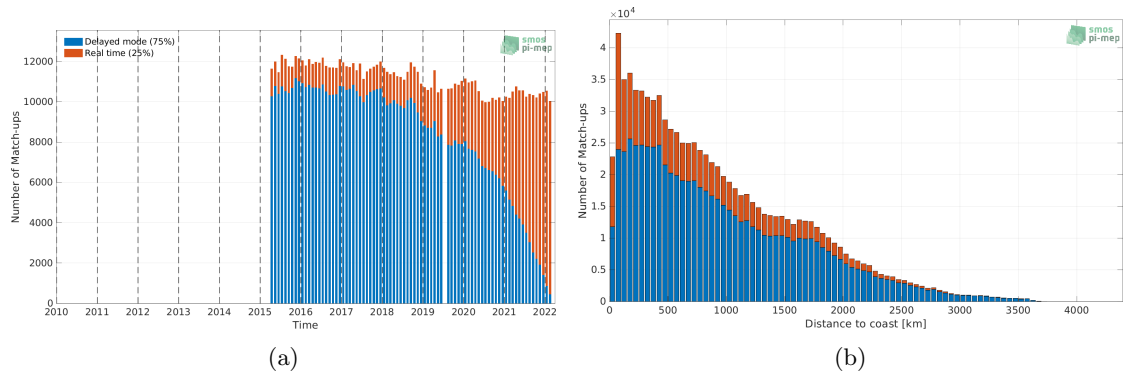 Delayed mode (75%)
Real time (25%)
smos
pi-mep
Number of Match-ups
12000
10000
8000
6000
4000
2000
0
2010 2011 2012 2013 2014 2015 2016 2017 2018 2019 2020 2021 2022
Time
(a)
×10⁴
smos
pi-mep
Number of Match-ups
4
3.5
3
2.5
2
1.5
1
0.5
0
0 500 1000 1500 2000 2500 3000 3500 4000
Distance to coast [km]
(b)